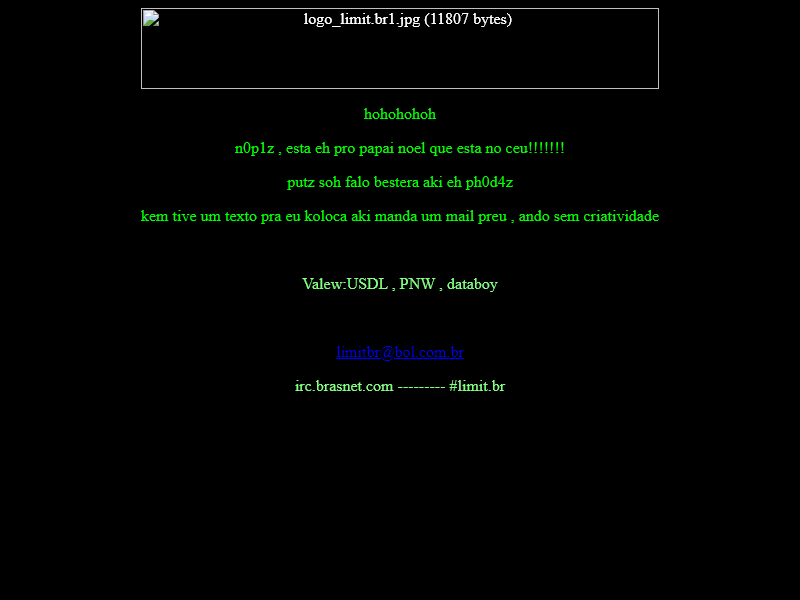 logo_limit.br1.jpg (11807 bytes)
hohohohoh
n0p1z , esta eh pro papai noel que esta no ceu!!!!!!!
putz soh falo bestera aki eh ph0d4z
kem tive um texto pra eu koloca aki manda um mail preu , ando sem criatividade
Valew:USDL , PNW , databoy
limitbr@bol.com.br
irc.brasnet.com --------- #limit.br